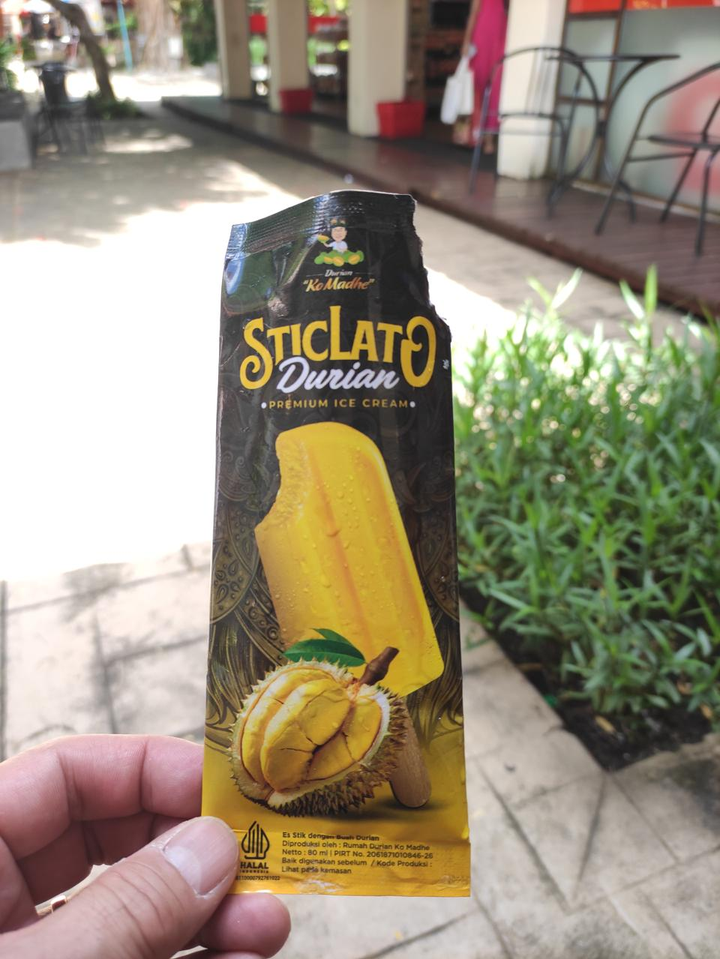 Durian
"Ko Madhe"
STICLATO
Durian
•PREMIUM ICE CREAM•
Es Stik dengan Buah Durian
Diproduksi oleh : Rumah Durian Ko Madhe
Netto : 80 ml | PIRT No. 2061871010846-26
Baik digunakan sebelum / Kode Produksi :
Lihat pada kemasan
HALAL
INDONESIA